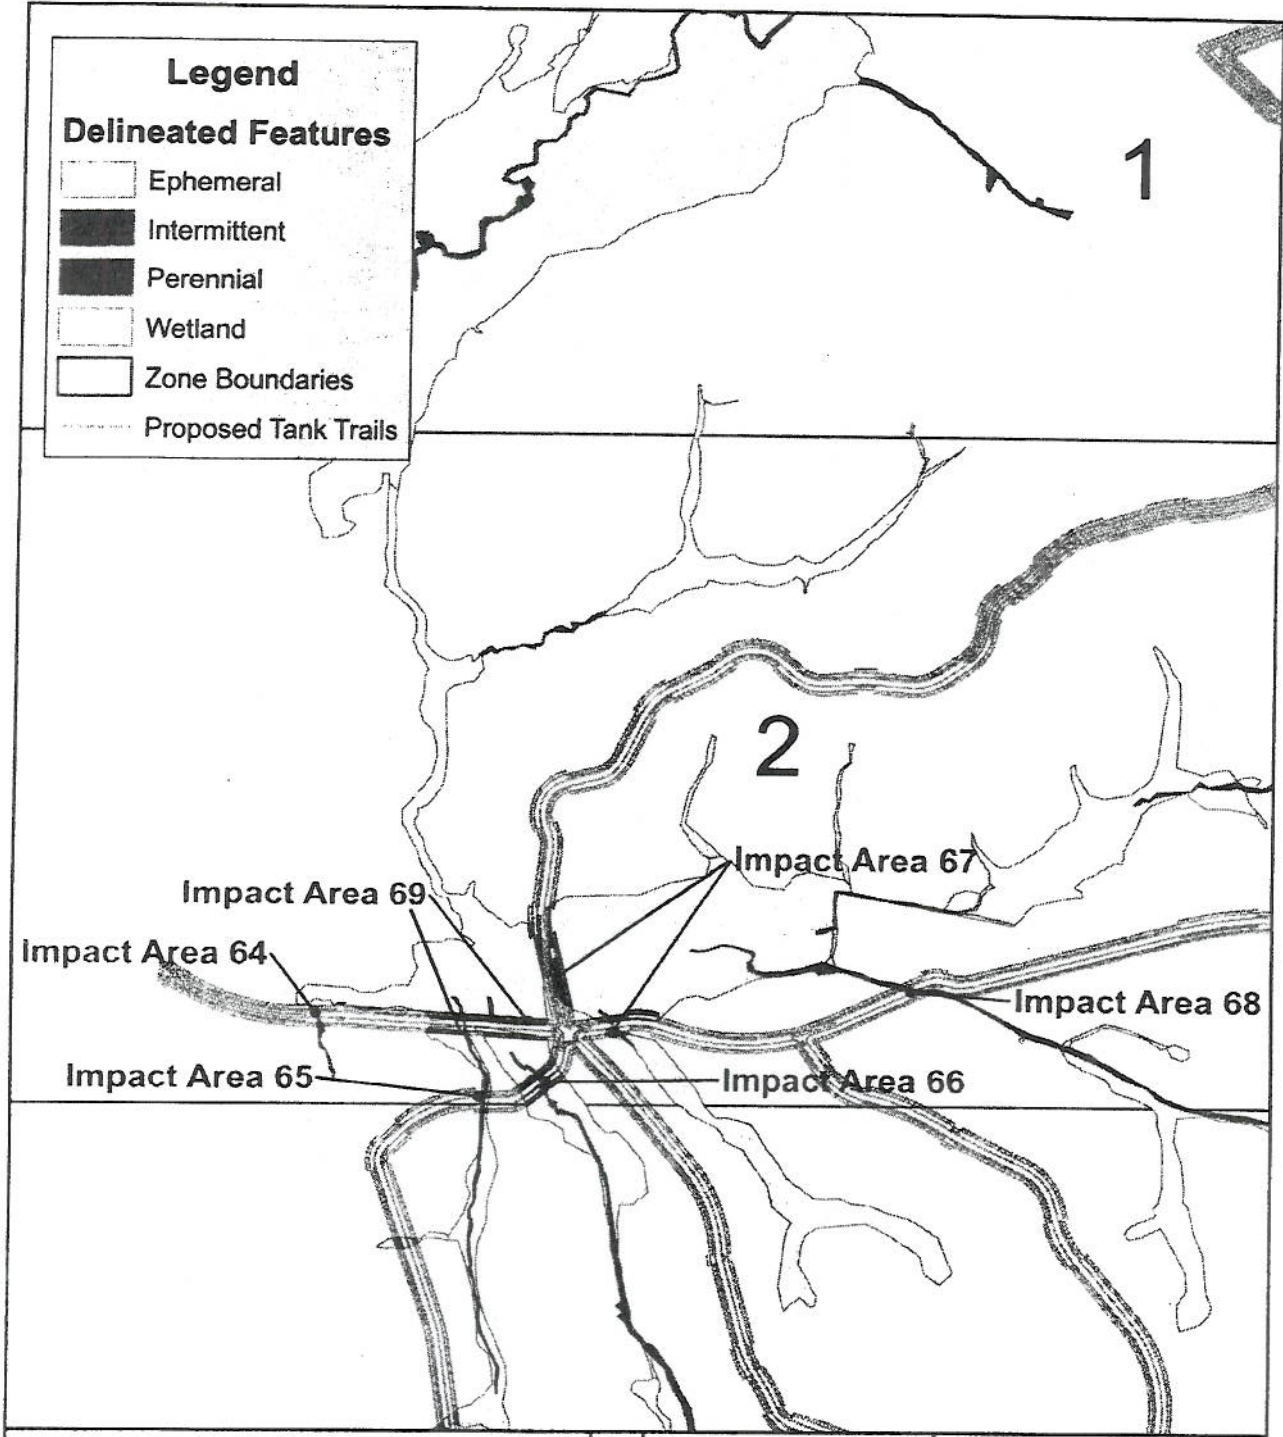 Legend
Delineated Features
Ephemeral
Intermittent
Perennial
Wetland
Zone Boundaries
Proposed Tank Trails
1
2
Impact Area 67
Impact Area 69
Impact Area 64
Impact Area 68
Impact Area 65
Impact Area 66